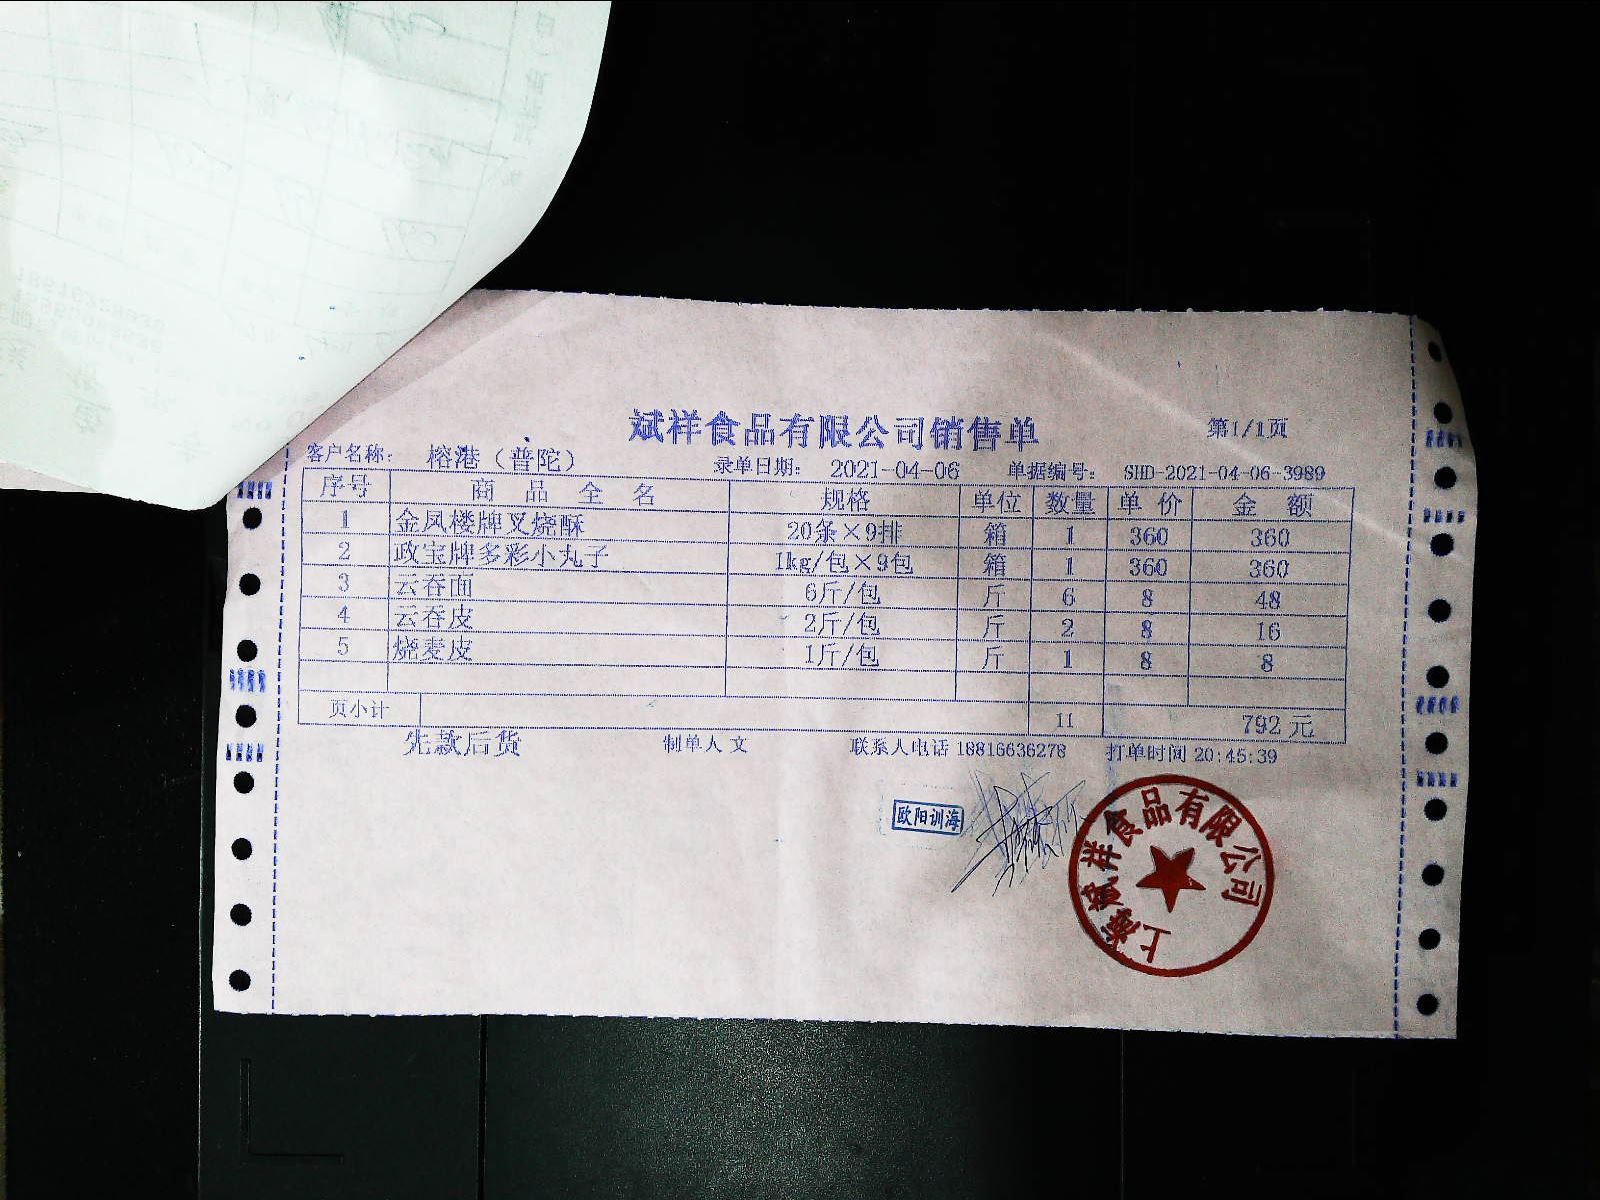 斌祥食品有限公司销售单 第1/1页
客户名称: 榕港（普陀） 录单日期: 2021-04-06 单据编号: SHD-2021-04-06-3989
序号 商品全名 规格 单位 数量 单价 金额
1 金凤楼牌叉烧酥 20条×9排 箱 1 360 360
2 政宝牌多彩小丸子 1kg/包×9包 箱 1 360 360
3 云吞面 6斤/包 斤 6 8 48
4 云吞皮 2斤/包 斤 2 8 16
5 烧麦皮 1斤/包 斤 1 8 8
页小计 11 792 元
先款后货 制单人 文 联系人电话 18816636278 打单时间 20:45:39
欧阳训海
上海斌祥食品有限公司